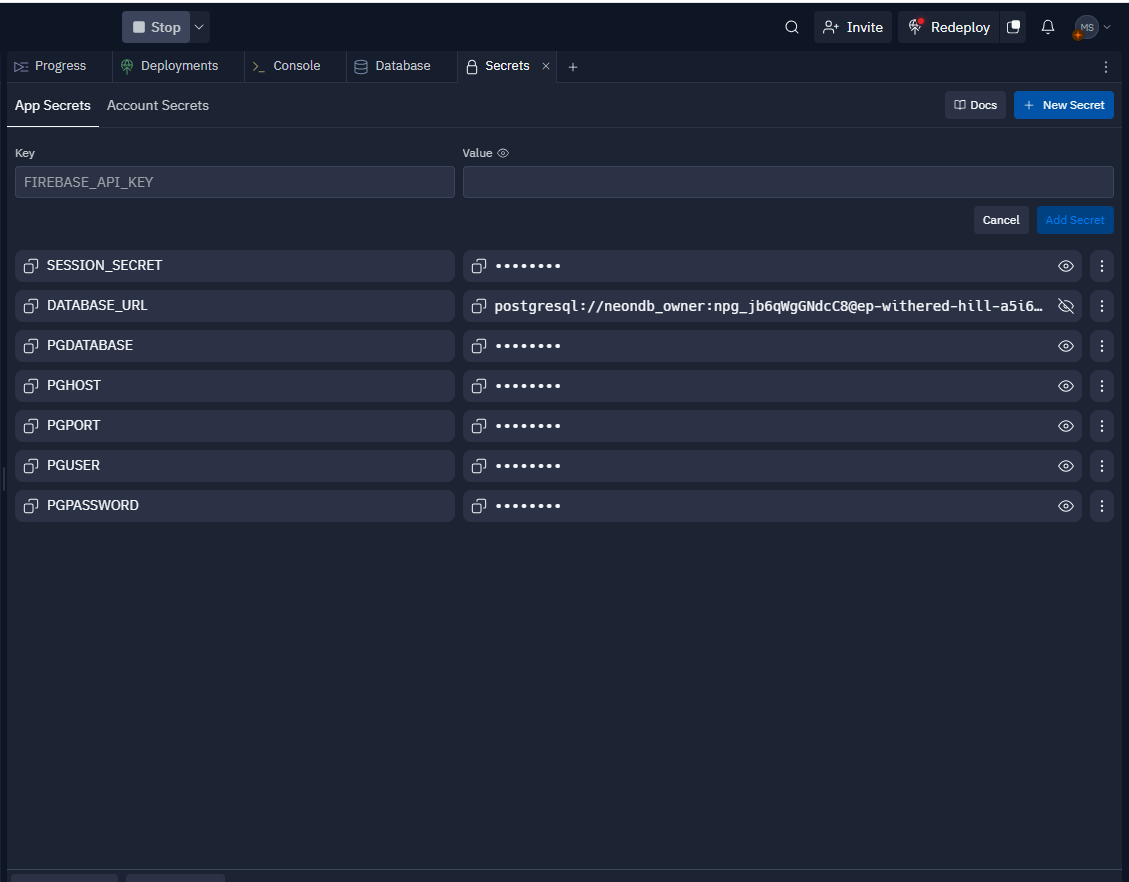 Stop
Invite
Redeploy
MS
Progress
Deployments
Console
Database
Secrets
App Secrets
Account Secrets
Docs
New Secret
Key
Value
FIREBASE_API_KEY
Cancel
Add Secret
SESSION_SECRET
••••••••
DATABASE_URL
postgresql://neondb_owner:npg_jb6qWgGNdcC8@ep-withered-hill-a5i6…
PGDATABASE
••••••••
PGHOST
••••••••
PGPORT
••••••••
PGUSER
••••••••
PGPASSWORD
••••••••